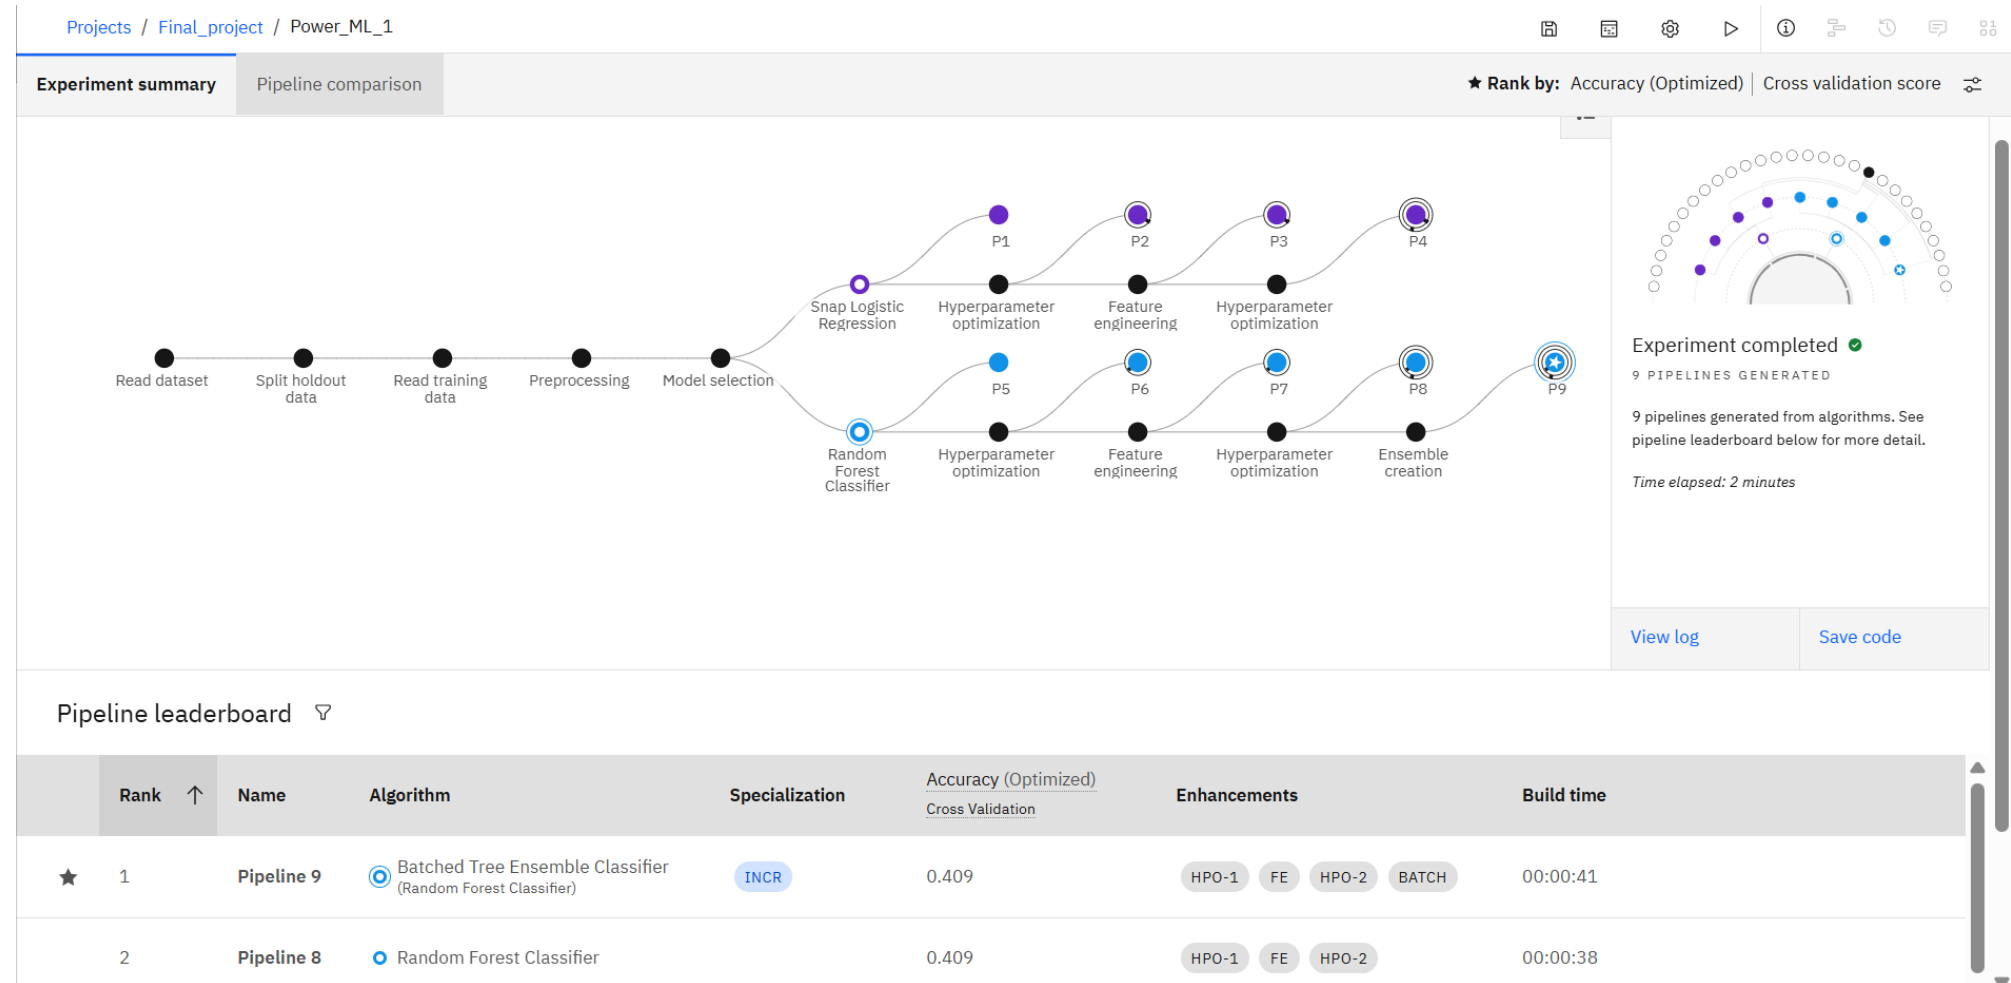 Projects / Final_project / Power_ML_1
Experiment summary
Pipeline comparison
Rank by: Accuracy (Optimized) | Cross validation score
P1
P2
P3
P4
Snap Logistic
Regression
Hyperparameter
optimization
Feature
engineering
Hyperparameter
optimization
Read dataset
Split holdout
data
Read training
data
Preprocessing
Model selection
P5
P6
P7
P8
P9
Random
Forest
Classifier
Hyperparameter
optimization
Feature
engineering
Hyperparameter
optimization
Ensemble
creation
Experiment completed
9 PIPELINES GENERATED
9 pipelines generated from algorithms. See
pipeline leaderboard below for more detail.
Time elapsed: 2 minutes
View log
Save code
Pipeline leaderboard
Rank
Name
Algorithm
Specialization
Accuracy (Optimized)
Cross Validation
Enhancements
Build time
1
Pipeline 9
Batched Tree Ensemble Classifier
(Random Forest Classifier)
INCR
0.409
HPO-1 FE HPO-2 BATCH
00:00:41
2
Pipeline 8
Random Forest Classifier
0.409
HPO-1 FE HPO-2
00:00:38